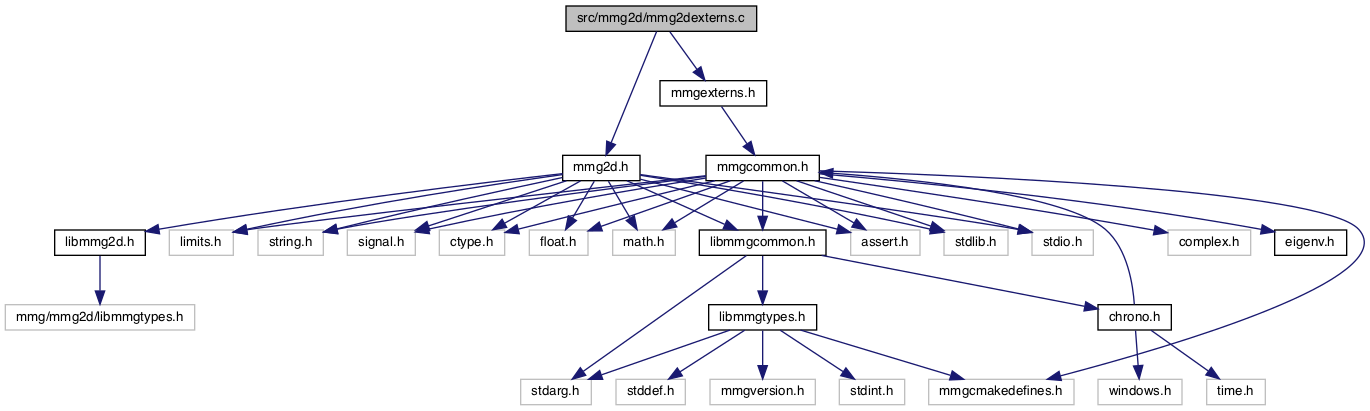 src/mmg2d/mmg2dexterns.c
mmgexterns.h
mmg2d.h
mmgcommon.h
libmmg2d.h
limits.h
string.h
signal.h
ctype.h
float.h
math.h
libmmgcommon.h
assert.h
stdlib.h
stdio.h
complex.h
eigenv.h
mmg/mmg2d/libmmgtypes.h
libmmgtypes.h
chrono.h
stdarg.h
stddef.h
mmgversion.h
stdint.h
mmgcmakedefines.h
windows.h
time.h